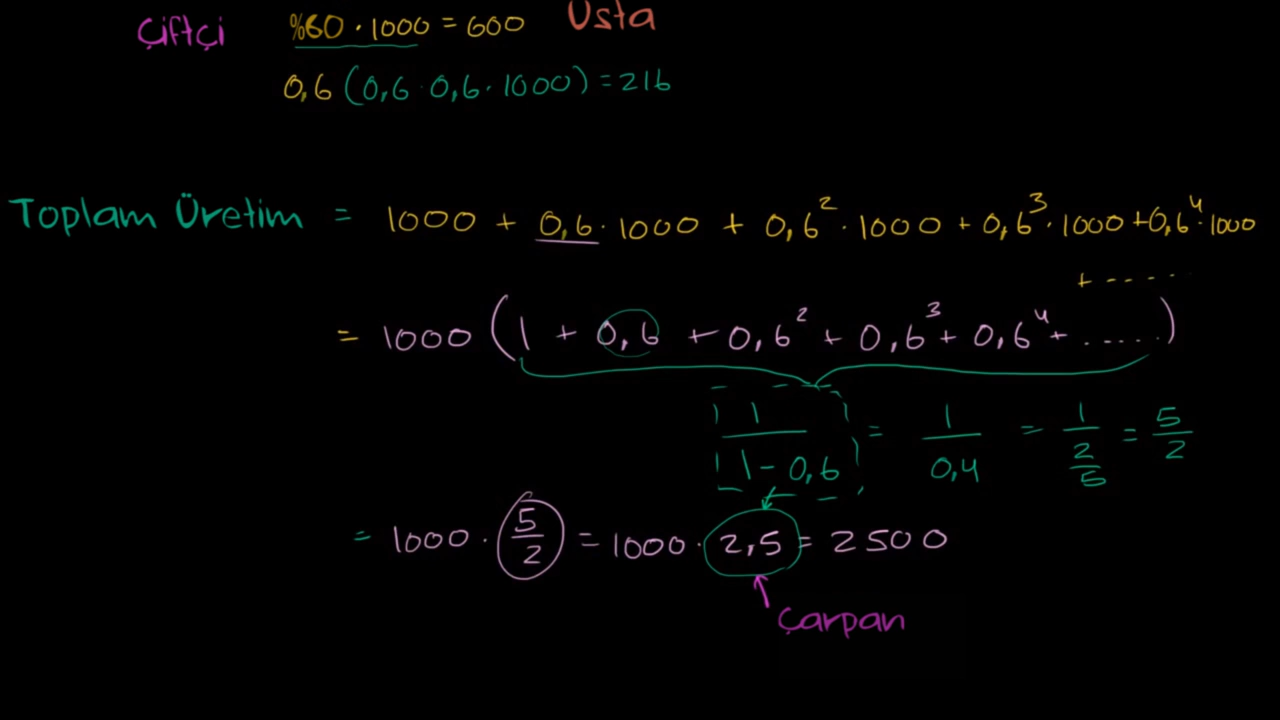 Çiftçi %60 · 1000 = 600 Usta
0,6 (0,6 · 0,6 · 1000) = 216
Toplam Üretim = 1000 + 0,6 · 1000 + 0,6² · 1000 + 0,6³ · 1000 + 0,6⁴ · 1000
+ - - - - -
= 1000 (1 + 0,6 + 0,6² + 0,6³ + 0,6⁴ + .....)
1/(1 - 0,6) = 1/0,4 = 1/(2/5) = 5/2
= 1000 · 5/2 = 1000 · 2,5 = 2500
Çarpan